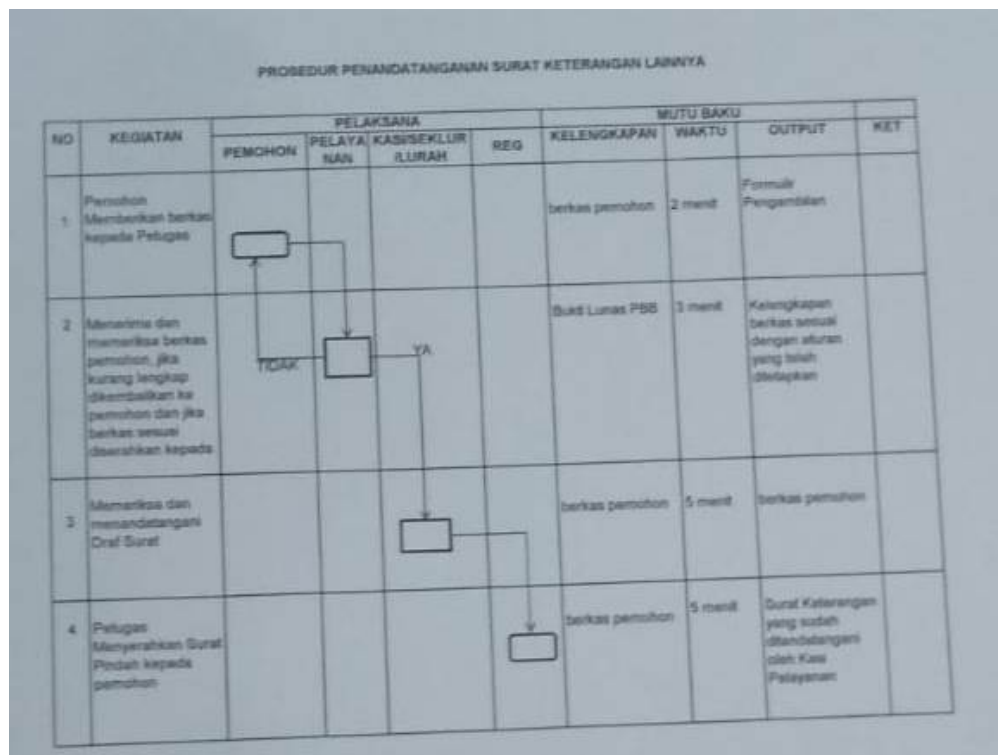 PROSEDUR PENANDATANGANAN SURAT KETERANGAN LAINNYA
NO KEGIATAN PELAKSANA MUTU BAKU KET
PEMOHON PELAYA NAN KASI/SEKLUR /LURAH REG KELENGKAPAN WAKTU OUTPUT
1
Pemohon
Memberikan berkas
kepada Petugas
berkas pemohon
2 menit
Formulir
Pengambilan
2
Menerima dan
memeriksa berkas
pemohon, jika
kurang lengkap
dikembalikan ke
pemohon dan jika
berkas sesuai
diserahkan kepada
TIDAK
YA
Bukti Lunas PBB
3 menit
Kelengkapan
berkas sesuai
dengan aturan
yang telah
ditetapkan
3
Memeriksa dan
menandatangani
Draf Surat
berkas pemohon
5 menit
berkas pemohon
4
Petugas
Menyerahkan Surat
Pindah kepada
pemohon
berkas pemohon
5 menit
Surat Keterangan
yang sudah
ditandatangani
oleh Kasi
Pelayanan